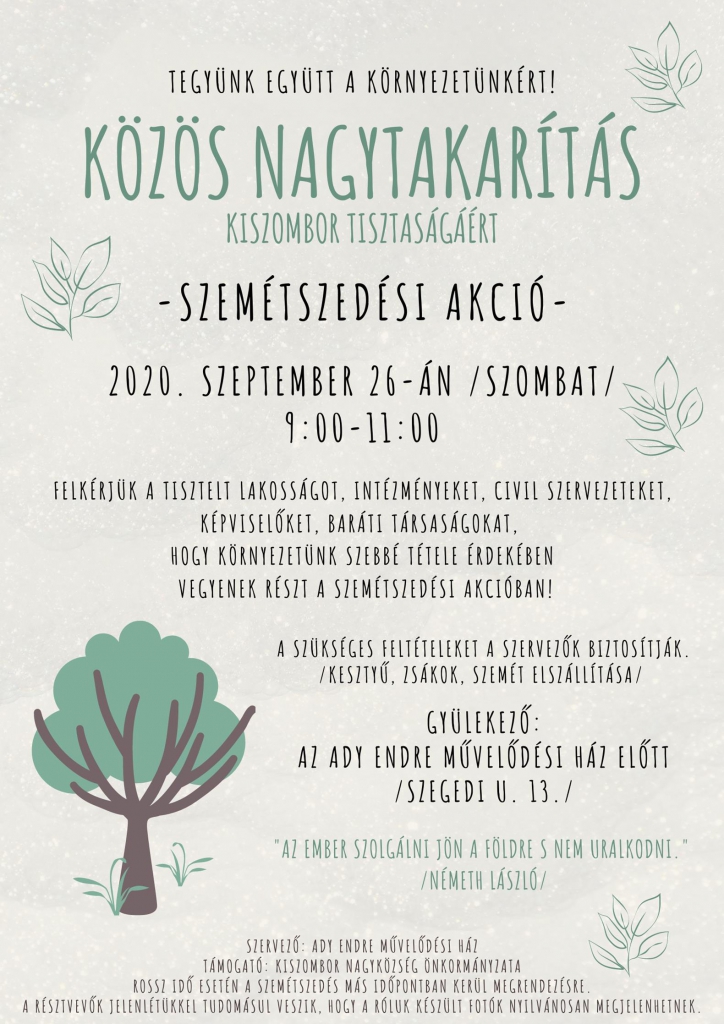 TEGYÜNK EGYÜTT A KÖRNYEZETÜNKÉRT!
KÖZÖS NAGYTAKARÍTÁS
KISZOMBOR TISZTASÁGÁÉRT
-SZEMÉTSZEDÉSI AKCIÓ-
2020. SZEPTEMBER 26-ÁN /SZOMBAT/
9:00-11:00
FELKÉRJÜK A TISZTELT LAKOSSÁGOT, INTÉZMÉNYEKET, CIVIL SZERVEZETEKET,
KÉPVISELŐKET, BARÁTI TÁRSASÁGOKAT,
HOGY KÖRNYEZETÜNK SZEBBÉ TÉTELE ÉRDEKÉBEN
VEGYENEK RÉSZT A SZEMÉTSZEDÉSI AKCIÓBAN!
A SZÜKSÉGES FELTÉTELEKET A SZERVEZŐK BIZTOSÍTJÁK.
/KESZTYŰ, ZSÁKOK, SZEMÉT ELSZÁLLÍTÁSA/
GYÜLEKEZŐ:
AZ ADY ENDRE MŰVELŐDÉSI HÁZ ELŐTT
/SZEGEDI U. 13./
"AZ EMBER SZOLGÁLNI JÖN A FÖLDRE S NEM URALKODNI."
/NÉMETH LÁSZLÓ/
SZERVEZŐ: ADY ENDRE MŰVELŐDÉSI HÁZ
TÁMOGATÓ: KISZOMBOR NAGYKÖZSÉG ÖNKORMÁNYZATA
ROSSZ IDŐ ESETÉN A SZEMÉTSZEDÉS MÁS IDŐPONTBAN KERÜL MEGRENDEZÉSRE.
A RÉSZTVEVŐK JELENLÉTÜKKEL TUDOMÁSUL VESZIK, HOGY A RÓLUK KÉSZÜLT FOTÓK NYILVÁNOSAN MEGJELENHETNEK.